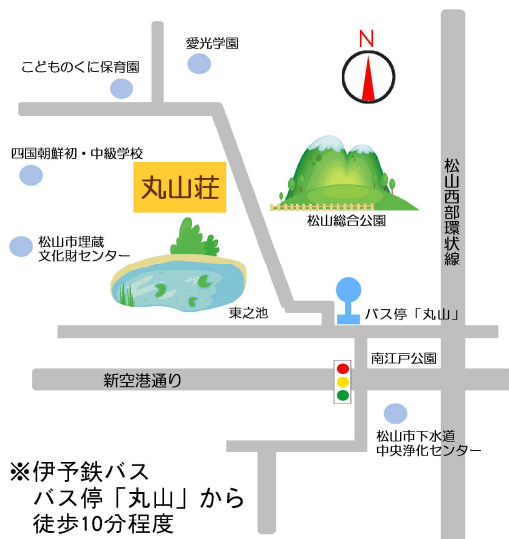 愛光学園
N
こどものくに保育園
四国朝鮮初・中級学校
丸山荘
松山西部環状線
松山総合公園
松山市埋蔵
文化財センター
東之池
バス停「丸山」
南江戸公園
新空港通り
松山市下水道
中央浄化センター
※伊予鉄バス
バス停「丸山」から
徒歩10分程度